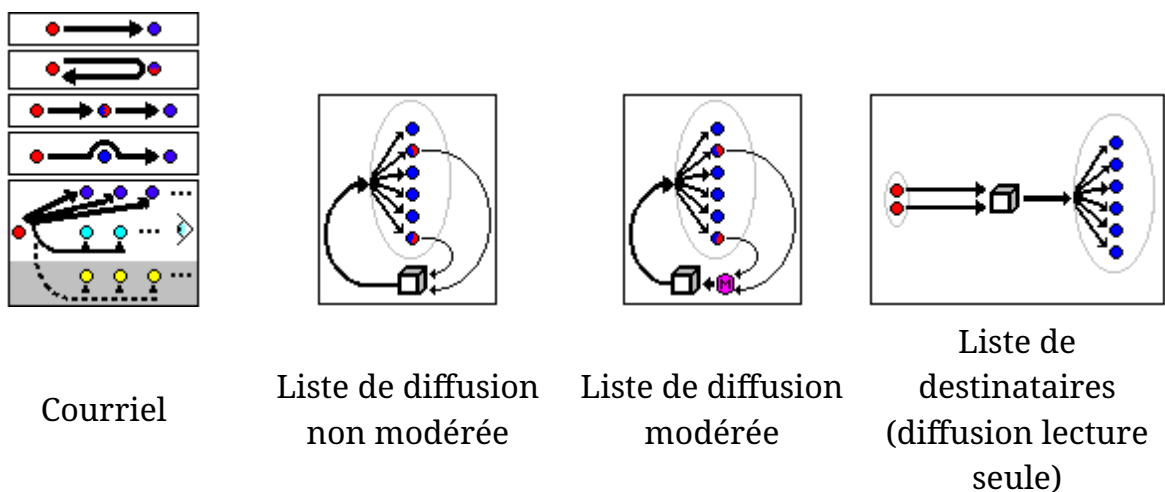 M
Courriel
Liste de diffusion
non modérée
Liste de diffusion
modérée
Liste de
destinataires
(diffusion lecture
seule)